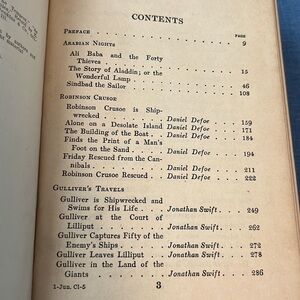 CONTENTS
PAGE
PREFACE . . . . . . . . 9
ARABIAN NIGHTS
Ali Baba and the Forty
Thieves . . . . . . . 15
The Story of Aladdin; or the
Wonderful Lamp . . . . . 46
Sindbad the Sailor . . . . . 108
ROBINSON CRUSOE
Robinson Crusoe is Ship-
wrecked . . . . Daniel Defoe . . 159
Alone on a Desolate Island Daniel Defoe . . 171
The Building of the Boat . Daniel Defoe . . 184
Finds the Print of a Man's
Foot on the Sand . . . Daniel Defoe . . 194
Friday Rescued from the Can-
nibals . . . . . Daniel Defoe . . 211
Robinson Crusoe Rescued . Daniel Defoe . . 222
GULLIVER'S TRAVELS
Gulliver is Shipwrecked and
Swims for His Life . . . Jonathan Swift . . 249
Gulliver at the Court of
Lilliput . . . . . Jonathan Swift . . 262
Gulliver Captures Fifty of the
Enemy's Ships . . . . Jonathan Swift . . 272
Gulliver Leaves Lilliput . . Jonathan Swift . . 278
Gulliver in the Land of the
Giants . . . . . Jonathan Swift . . 286
1-Jun. Cl-5
3